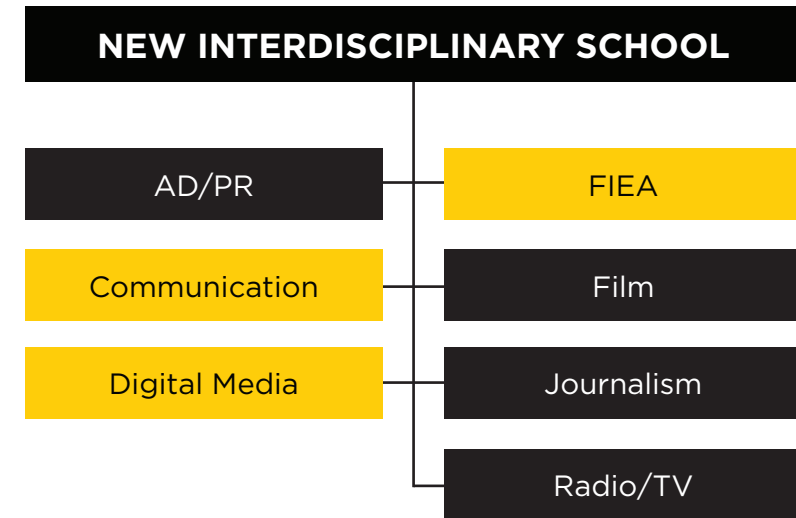 NEW INTERDISCIPLINARY SCHOOL
AD/PR
FIEA
Communication
Film
Digital Media
Journalism
Radio/TV